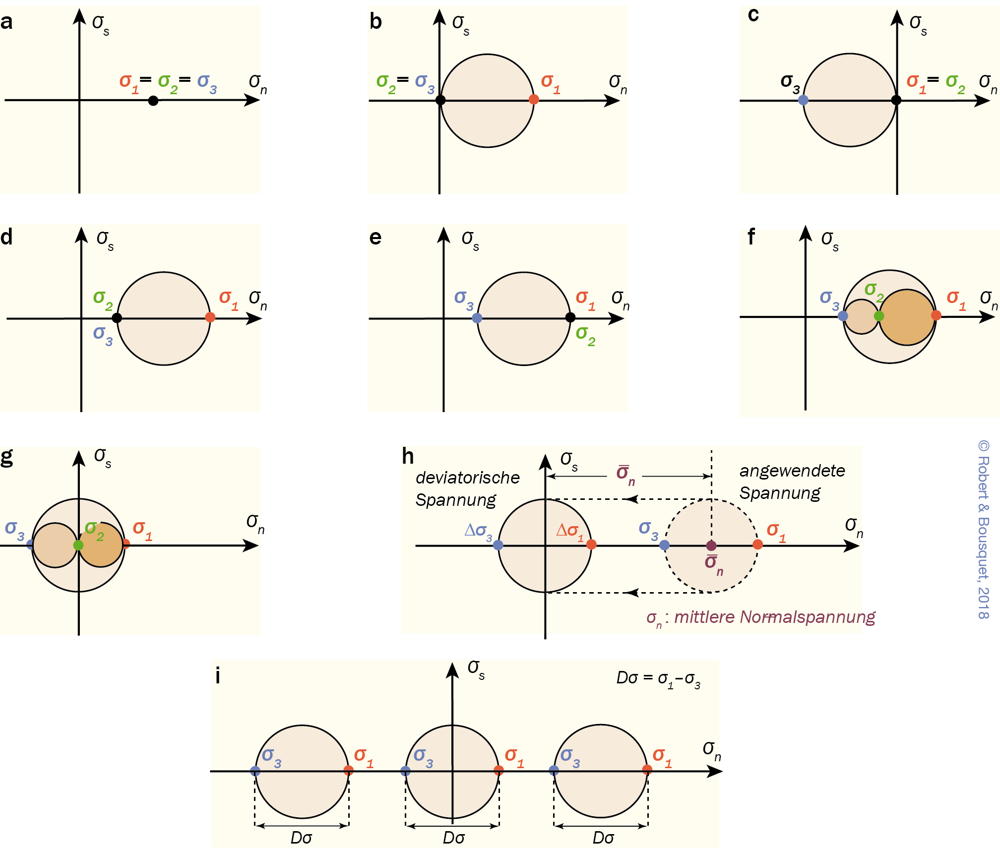 a
σs
σ1 = σ2 = σ3
σn
b
σs
σ2 = σ3
σ1
σn
c
σs
σ3
σ1 = σ2
σn
d
σs
σ2
σ3
σ1
σn
e
σs
σ3
σ1
σn
σ2
f
σs
σ3
σ2
σ1
σn
g
σs
σ3
σ2
σ1
σn
h
deviatorische
Spannung
σs
σ̅n
angewendete
Spannung
Δσ3
Δσ1
σ3
σ̅n
σ1
σn
σn : mittlere Normalspannung
© Robert & Bousquet, 2018
i
σs
Dσ = σ1–σ3
σ3
σ1
σ3
σ1
σ3
σ1
σn
Dσ
Dσ
Dσ